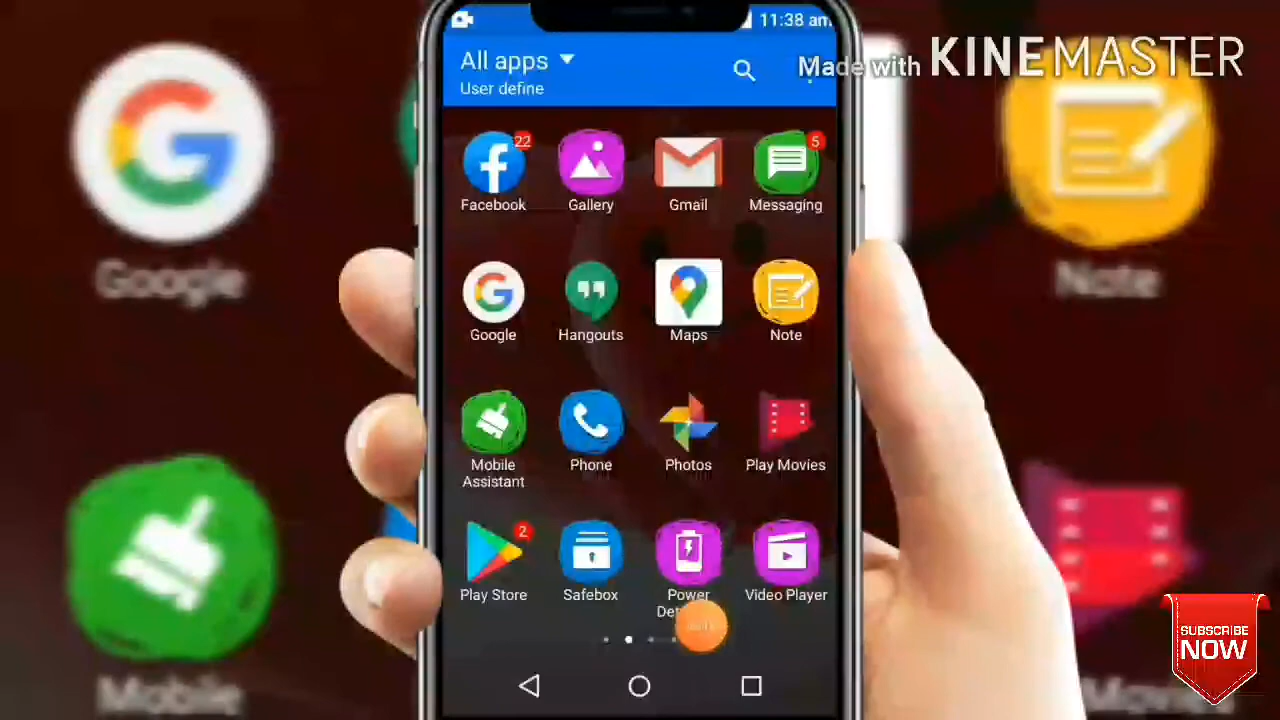 11:38 am
All apps
User define
Made with KINEMASTER
22
5
Facebook
Gallery
Gmail
Messaging
Google
Hangouts
Maps
Note
Mobile
Assistant
Phone
Photos
Play Movies
2
Play Store
Safebox
Power
Video Player
Google
Note
Mobile
SUBSCRIBE
NOW